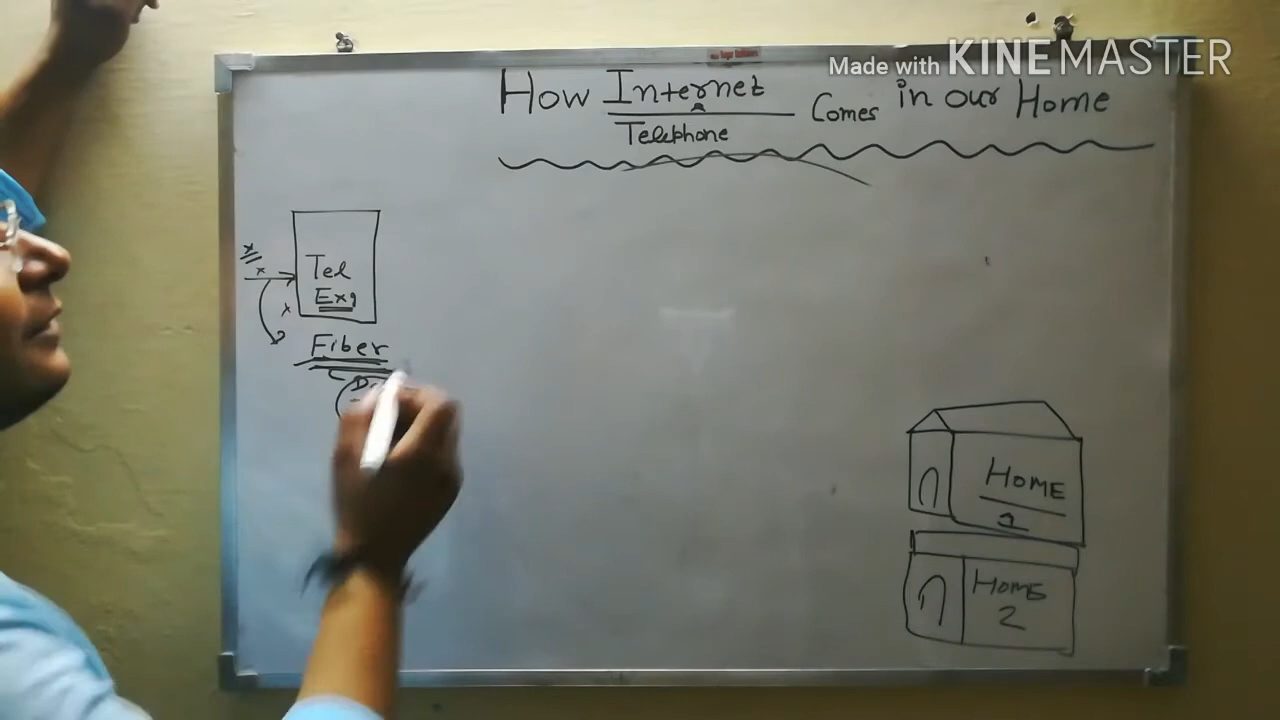 Made with KINEMASTER
How Internet Comes in our Home
Telephone
x
x
x
Tel
Exg
Fiber
HOME
1
HOME
2